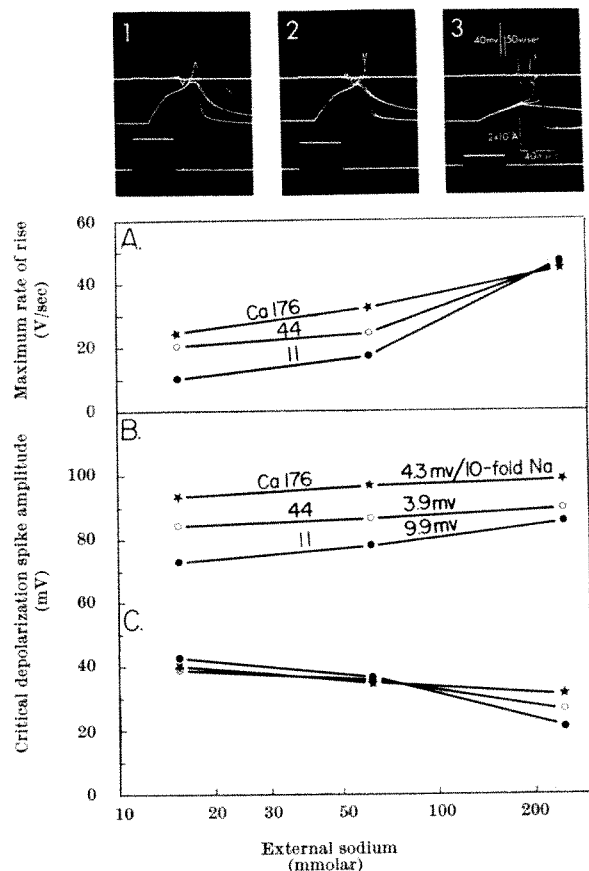 1
2
3
40mv 50v/sec
40msec
A.
Maximum rate of rise
(V/sec)
60
40
20
0
Ca 176
44
11
B.
Critical depolarization spike amplitude
(mV)
100
80
60
40
20
0
Ca 176
44
11
4.3 mv/10-fold Na
3.9 mv
9.9 mv
C.
10
20
30
50
100
200
External sodium
(mmolar)